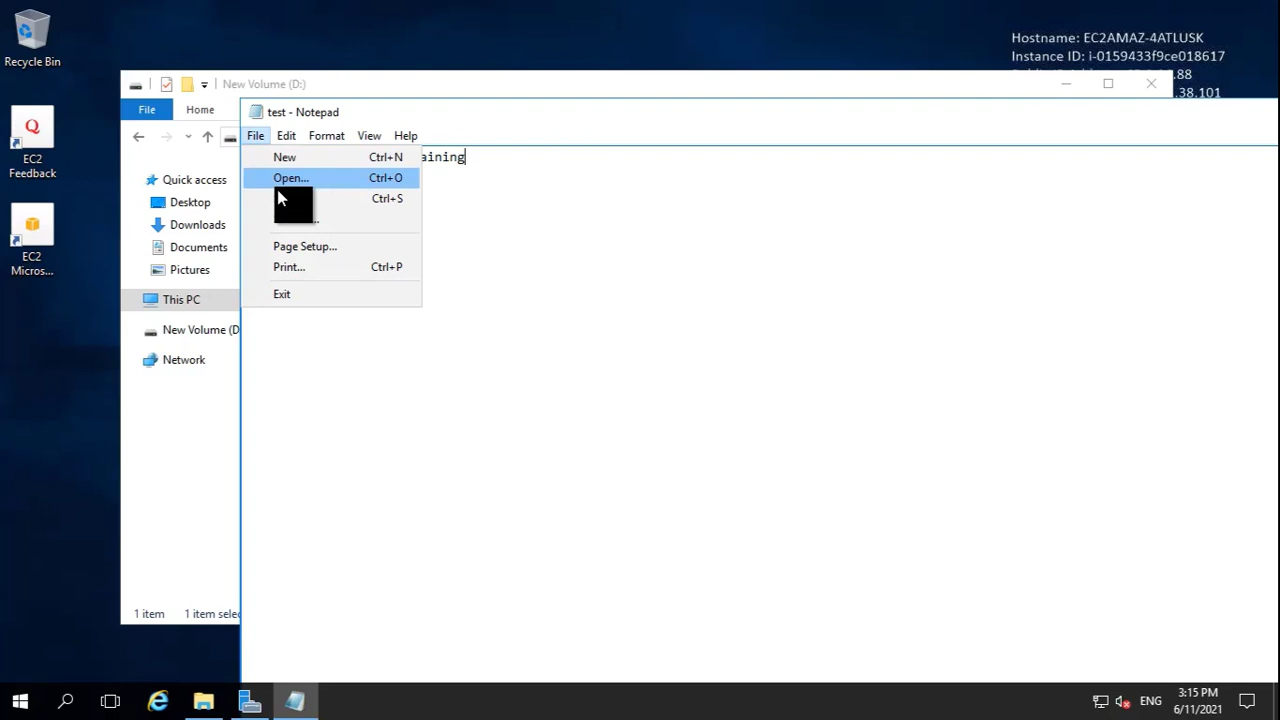 Recycle Bin
Hostname: EC2AMAZ-4ATLUSK
Instance ID: i-0159433f9ce018617
.88
.38.101
New Volume (D:)
File Home
test - Notepad
File Edit Format View Help
aining
New Ctrl+N
Open... Ctrl+O
Ctrl+S
Page Setup...
Print... Ctrl+P
Exit
EC2
Feedback
EC2
Micros...
Quick access
Desktop
Downloads
Documents
Pictures
This PC
New Volume (D
Network
1 item 1 item selec
ENG
3:15 PM
6/11/2021